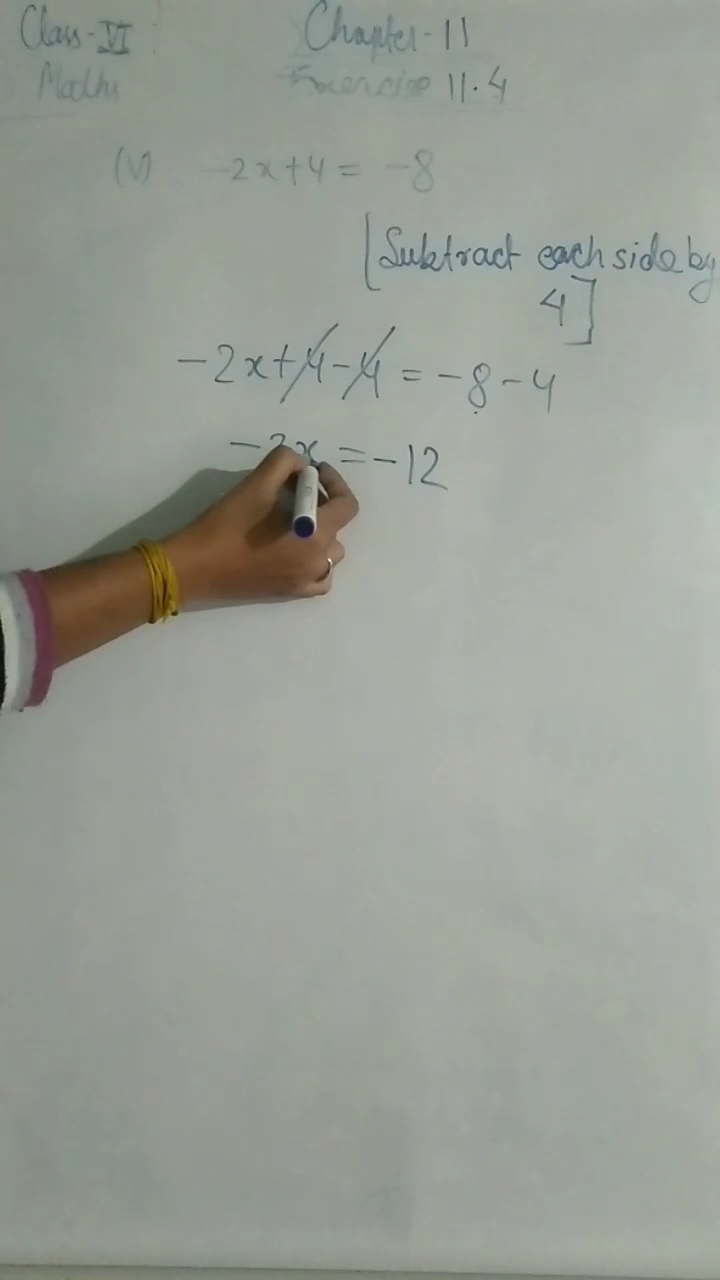 Class-VI Chapter-11
Maths Exercise 11.4
(V) -2x+4 = -8
[Subtract each side by
4]
-2x+4-4 = -8-4
-2x = -12